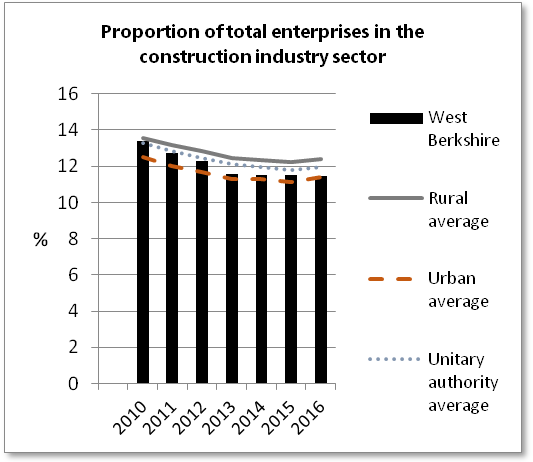 Proportion of total enterprises in the
construction industry sector
16
14
12
10
8
6
4
2
0
%
2010
2011
2012
2013
2014
2015
2016
West
Berkshire
Rural
average
Urban
average
Unitary
authority
average